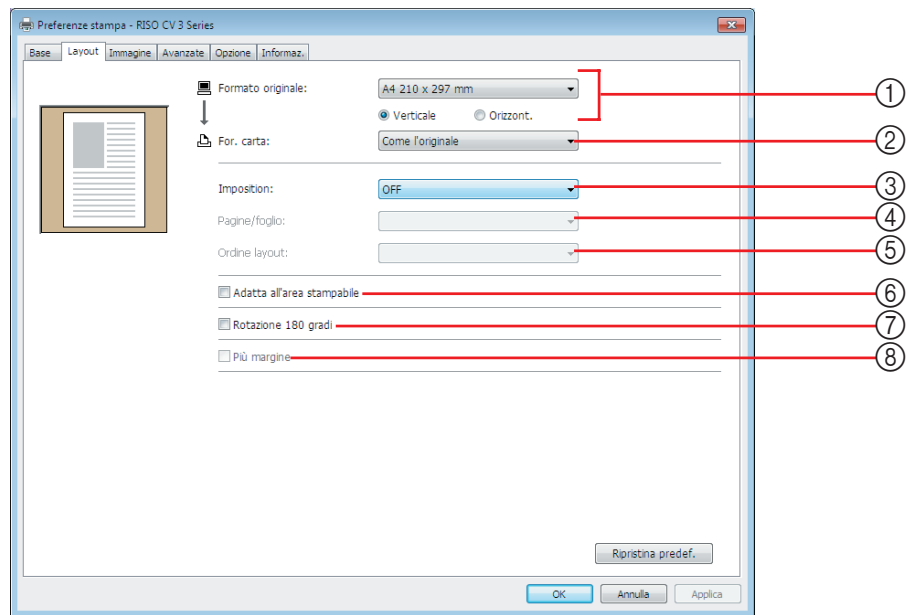 Preferenze stampa - RISO CV 3 Series
Base Layout Immagine Avanzate Opzione Informaz.
Formato originale: A4 210 x 297 mm ①
Verticale Orizzont.
For. carta: Come l'originale ②
Imposition: OFF ③
Pagine/foglio: ④
Ordine layout: ⑤
Adatta all'area stampabile ⑥
Rotazione 180 gradi ⑦
Più margine ⑧
Ripristina predef.
OK Annulla Applica